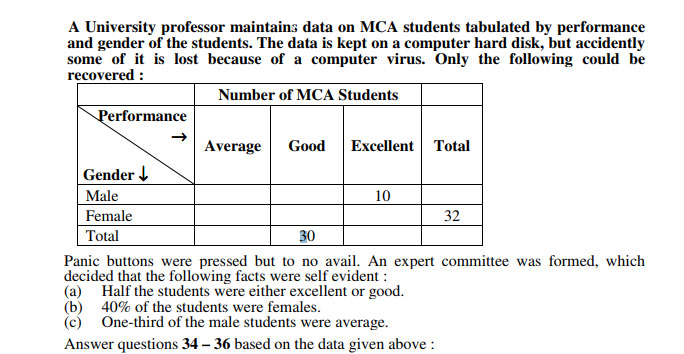 A University professor maintains data on MCA students tabulated by performance
and gender of the students. The data is kept on a computer hard disk, but accidently
some of it is lost because of a computer virus. Only the following could be
recovered :
Number of MCA Students
Performance
→
Average Good Excellent Total
Gender ↓
Male 10
Female 32
Total 30
Panic buttons were pressed but to no avail. An expert committee was formed, which
decided that the following facts were self evident :
(a) Half the students were either excellent or good.
(b) 40% of the students were females.
(c) One-third of the male students were average.
Answer questions 34 – 36 based on the data given above :